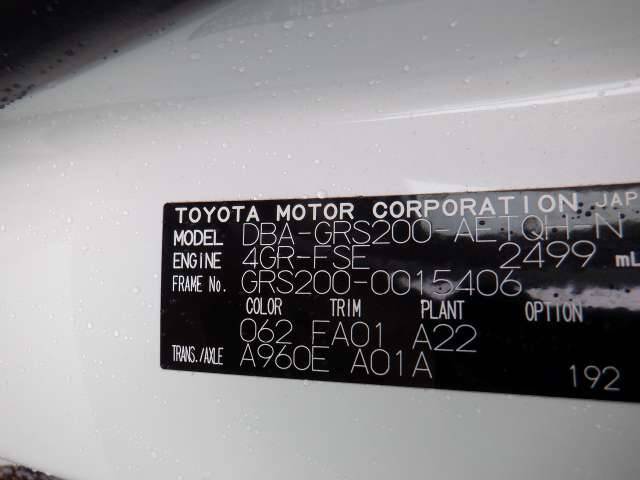 TOYOTA MOTOR CORPORATION JAP
MODEL DBA-GRS200-AETQH-N
ENGINE 4GR-FSE 2499 mL
FRAME No. GRS200-0015406
COLOR TRIM PLANT OPTION
062 FA01 A22
TRANS./AXLE A960E A01A
192